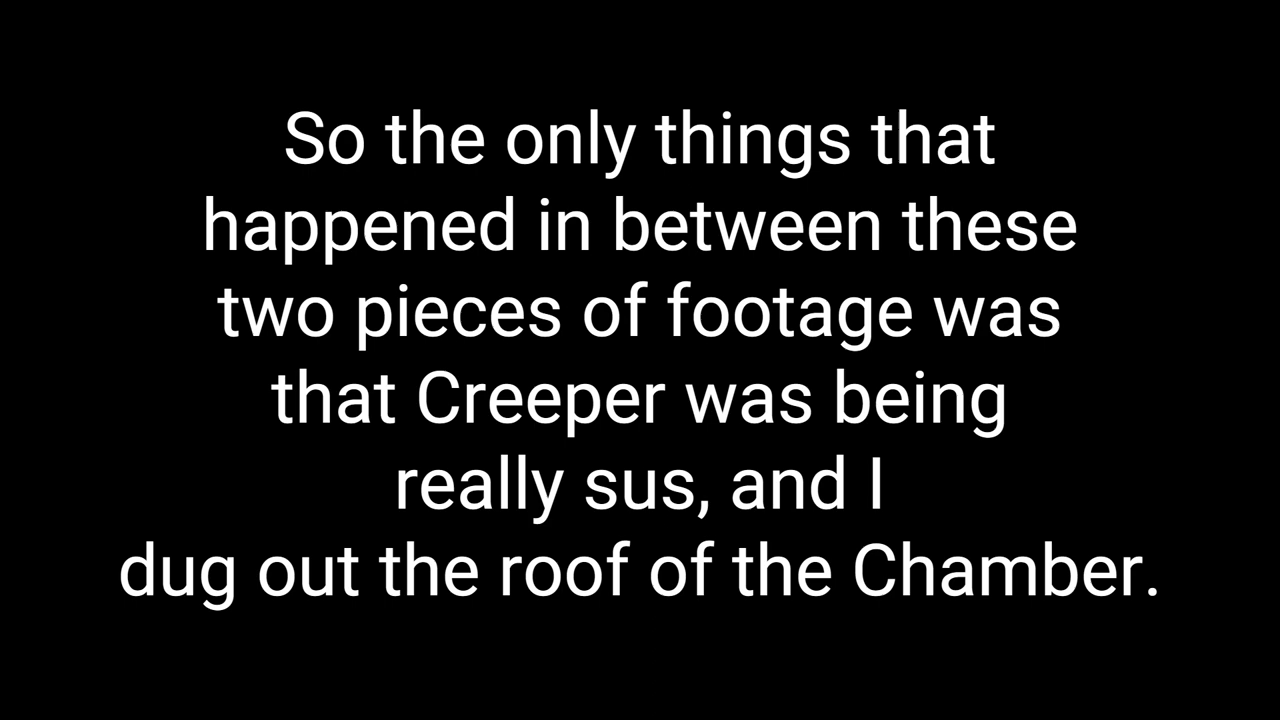 So the only things that
happened in between these
two pieces of footage was
that Creeper was being
really sus, and I
dug out the roof of the Chamber.